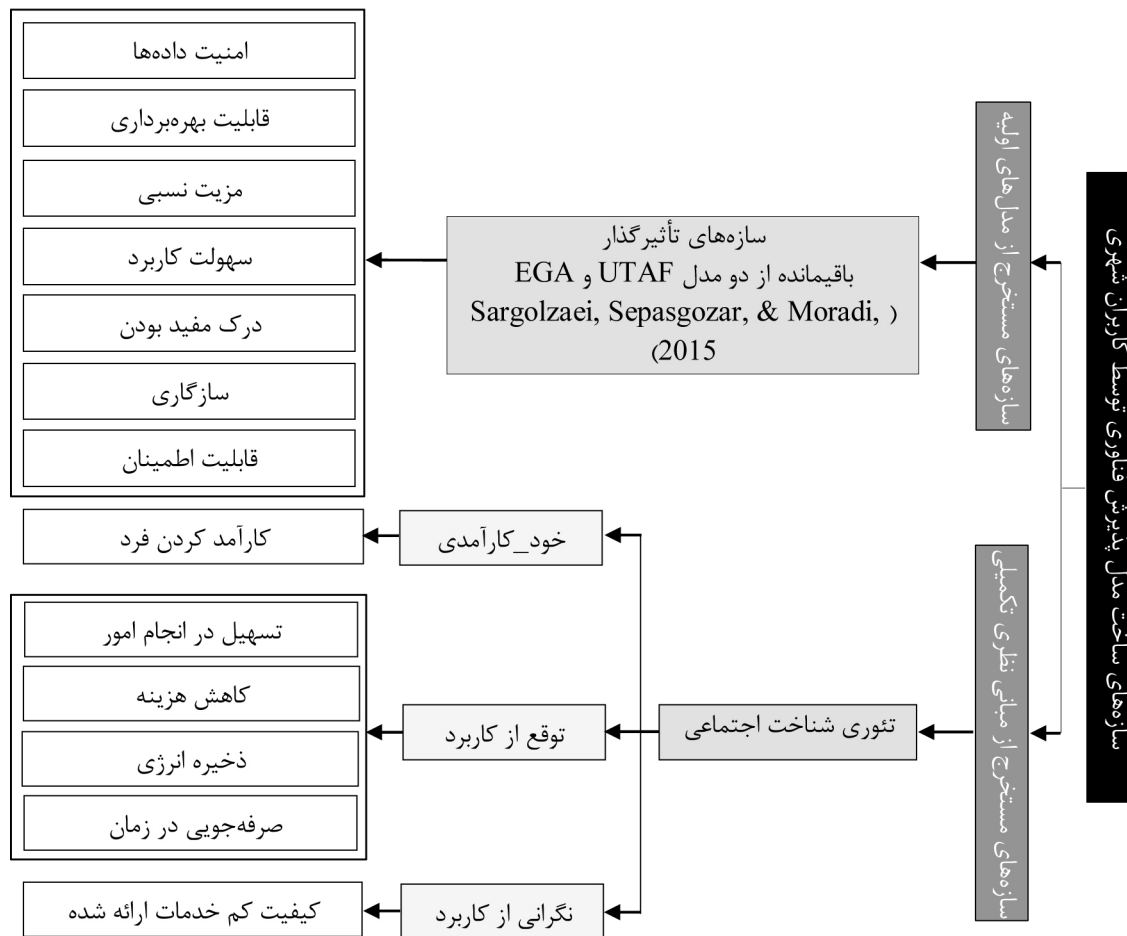 سازه‌های ساخت مدل پذیرش فناوری توسط کاربران شهری
سازه‌های مستخرج از مدل‌های اولیه
سازه‌های تأثیرگذار
باقیمانده از دو مدل UTAF و EGA
( Sargolzaei, Sepasgozar, & Moradi,
2015)
امنیت داده‌ها
قابلیت بهره‌برداری
مزیت نسبی
سهولت کاربرد
درک مفید بودن
سازگاری
قابلیت اطمینان
سازه‌های مستخرج از مبانی نظری تکمیلی
تئوری شناخت اجتماعی
خود_کارآمدی
کارآمد کردن فرد
توقع از کاربرد
تسهیل در انجام امور
کاهش هزینه
ذخیره انرژی
صرفه‌جویی در زمان
نگرانی از کاربرد
کیفیت کم خدمات ارائه شده